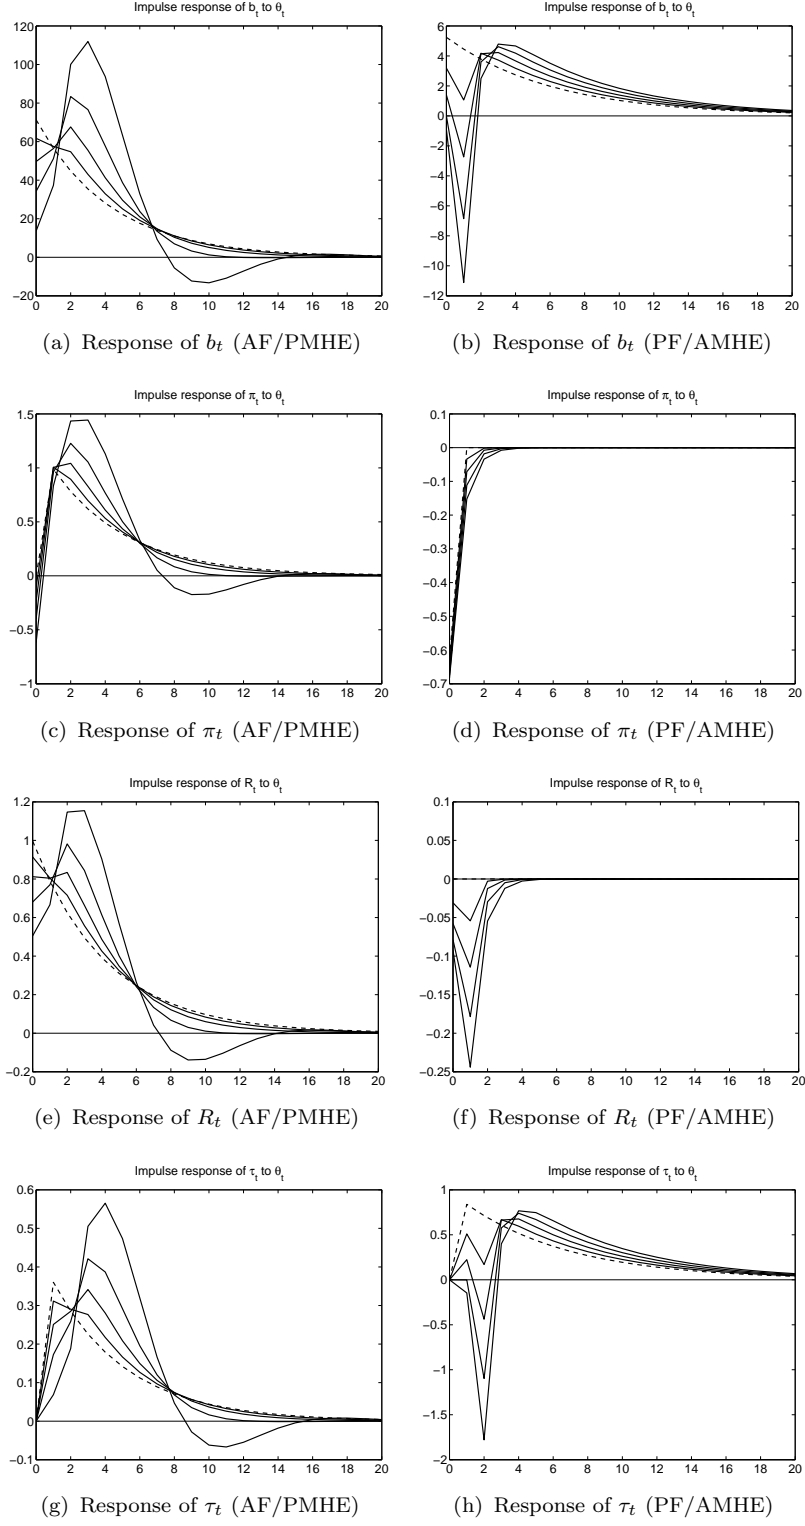 Impulse response of b_t to θ_t
120
100
80
60
40
20
0
−20
0 2 4 6 8 10 12 14 16 18 20
(a) Response of b_t (AF/PMHE)
Impulse response of b_t to θ_t
6
4
2
0
−2
−4
−6
−8
−10
−12
0 2 4 6 8 10 12 14 16 18 20
(b) Response of b_t (PF/AMHE)
Impulse response of π_t to θ_t
1.5
1
0.5
0
−0.5
−1
0 2 4 6 8 10 12 14 16 18 20
(c) Response of π_t (AF/PMHE)
Impulse response of π_t to θ_t
0.1
0
−0.1
−0.2
−0.3
−0.4
−0.5
−0.6
−0.7
0 2 4 6 8 10 12 14 16 18 20
(d) Response of π_t (PF/AMHE)
Impulse response of R_t to θ_t
1.2
1
0.8
0.6
0.4
0.2
0
−0.2
0 2 4 6 8 10 12 14 16 18 20
(e) Response of R_t (AF/PMHE)
Impulse response of R_t to θ_t
0.1
0.05
0
−0.05
−0.1
−0.15
−0.2
−0.25
0 2 4 6 8 10 12 14 16 18 20
(f) Response of R_t (PF/AMHE)
Impulse response of τ_t to θ_t
0.6
0.5
0.4
0.3
0.2
0.1
0
−0.1
0 2 4 6 8 10 12 14 16 18 20
(g) Response of τ_t (AF/PMHE)
Impulse response of τ_t to θ_t
1
0.5
0
−0.5
−1
−1.5
−2
0 2 4 6 8 10 12 14 16 18 20
(h) Response of τ_t (PF/AMHE)